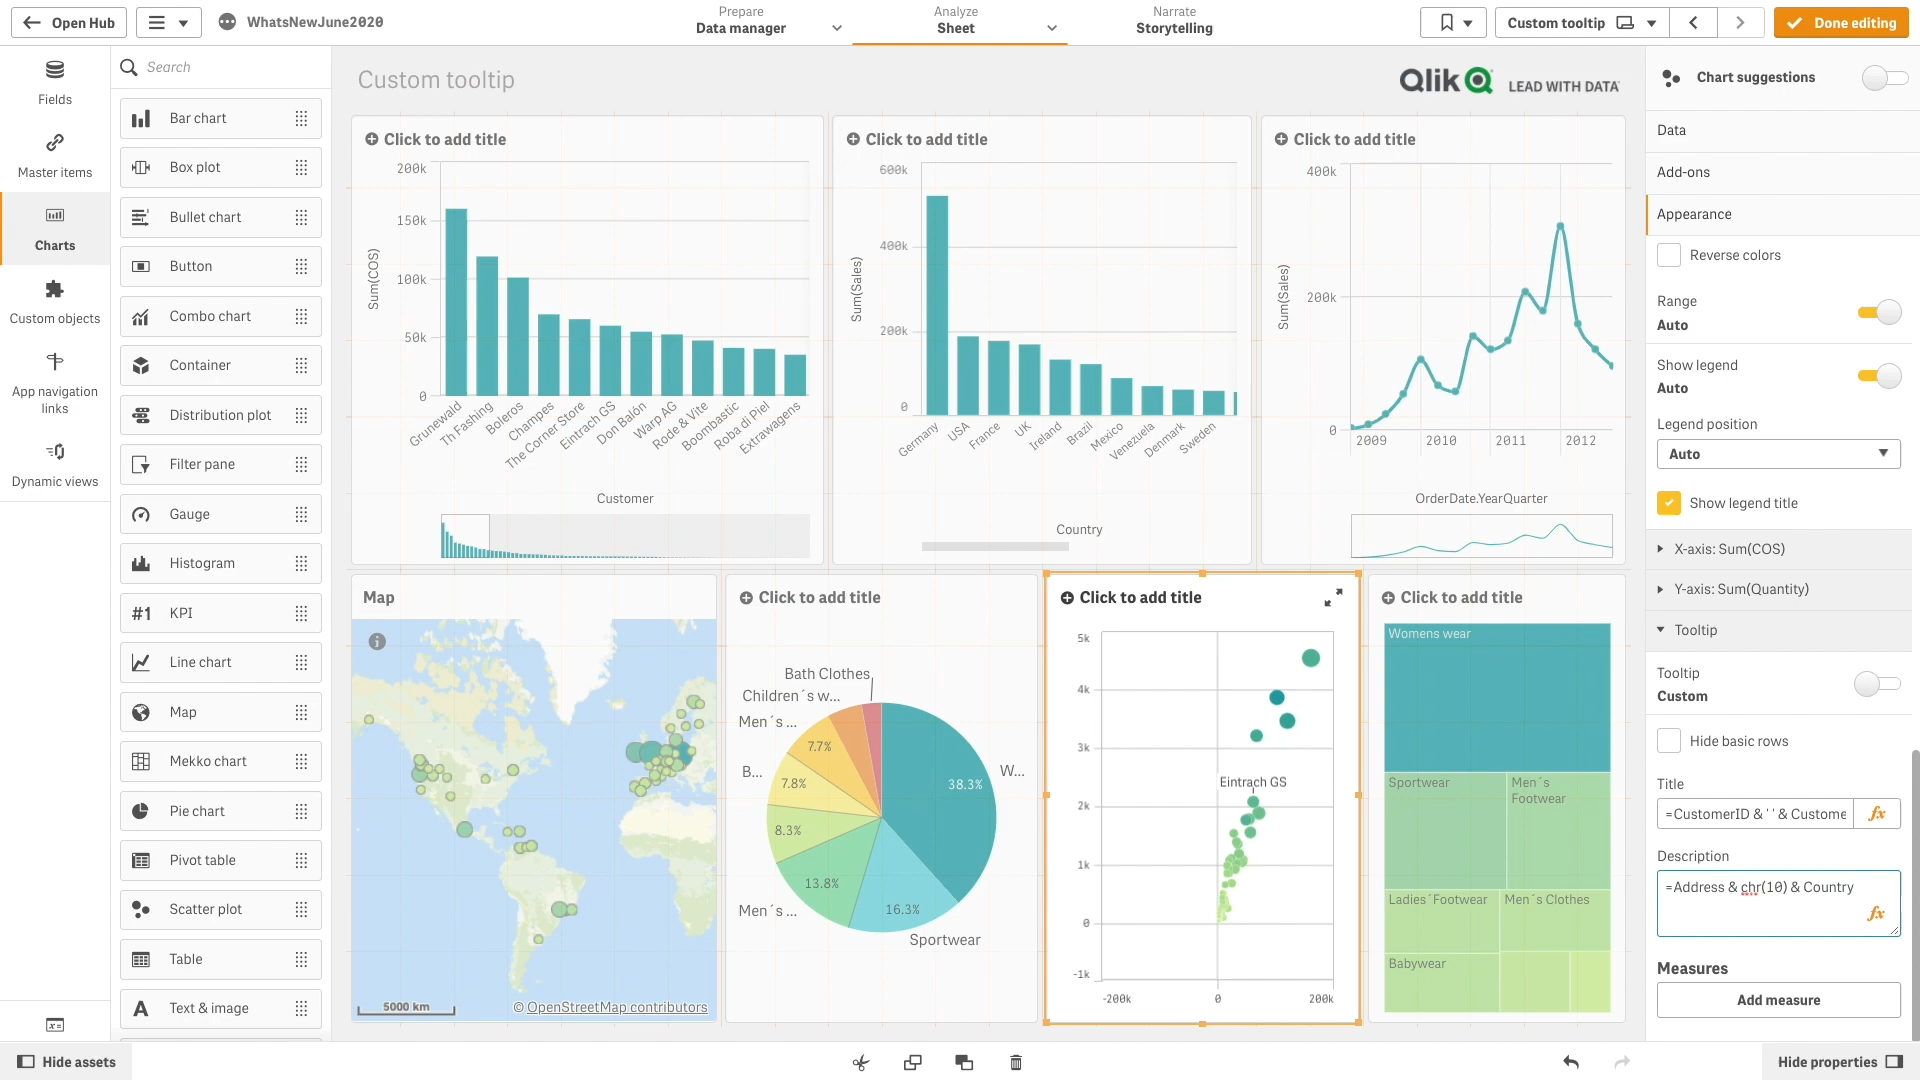 Open Hub
WhatsNewJune2020
Prepare
Data manager
Analyze
Sheet
Narrate
Storytelling
Custom tooltip
Done editing
Fields
Master items
Charts
Custom objects
App navigation
links
Dynamic views
Search
Bar chart
Box plot
Bullet chart
Button
Combo chart
Container
Distribution plot
Filter pane
Gauge
Histogram
#1 KPI
Line chart
Map
Mekko chart
Pie chart
Pivot table
Scatter plot
Table
A Text & image
Custom tooltip
Qlik LEAD WITH DATA
Click to add title
200k
150k
100k
50k
0
Sum(COS)
Grunewald
Th Fashing
Boleros
Champes
The Corner Store
Eintrach GS
Don Balón
Warp AG
Rode & Vite
Boombastic
Roba di Piel
Extrawagens
Customer
Click to add title
600k
400k
200k
0
Sum(Sales)
Germany
USA
France
UK
Ireland
Brazil
Mexico
Venezuela
Denmark
Sweden
Country
Click to add title
400k
200k
0
Sum(Sales)
2009
2010
2011
2012
OrderDate.YearQuarter
Map
5000 km
© OpenStreetMap contributors
Click to add title
Bath Clothes
Children´s w...
Men´s ...
B...
Men´s ...
W...
Sportwear
7.7%
7.8%
8.3%
13.8%
16.3%
38.3%
Click to add title
5k
4k
3k
2k
1k
0
-1k
Eintrach GS
-200k
0
200k
Click to add title
Womens wear
Sportwear
Men´s
Footwear
Ladies´Footwear
Men´s Clothes
Babywear
Chart suggestions
Data
Add-ons
Appearance
Reverse colors
Range
Auto
Show legend
Auto
Legend position
Auto
Show legend title
X-axis: Sum(COS)
Y-axis: Sum(Quantity)
Tooltip
Tooltip
Custom
Hide basic rows
Title
=CustomerID & ' ' & Custome
fx
Description
=Address & chr(10) & Country
fx
Measures
Add measure
Hide assets
Hide properties